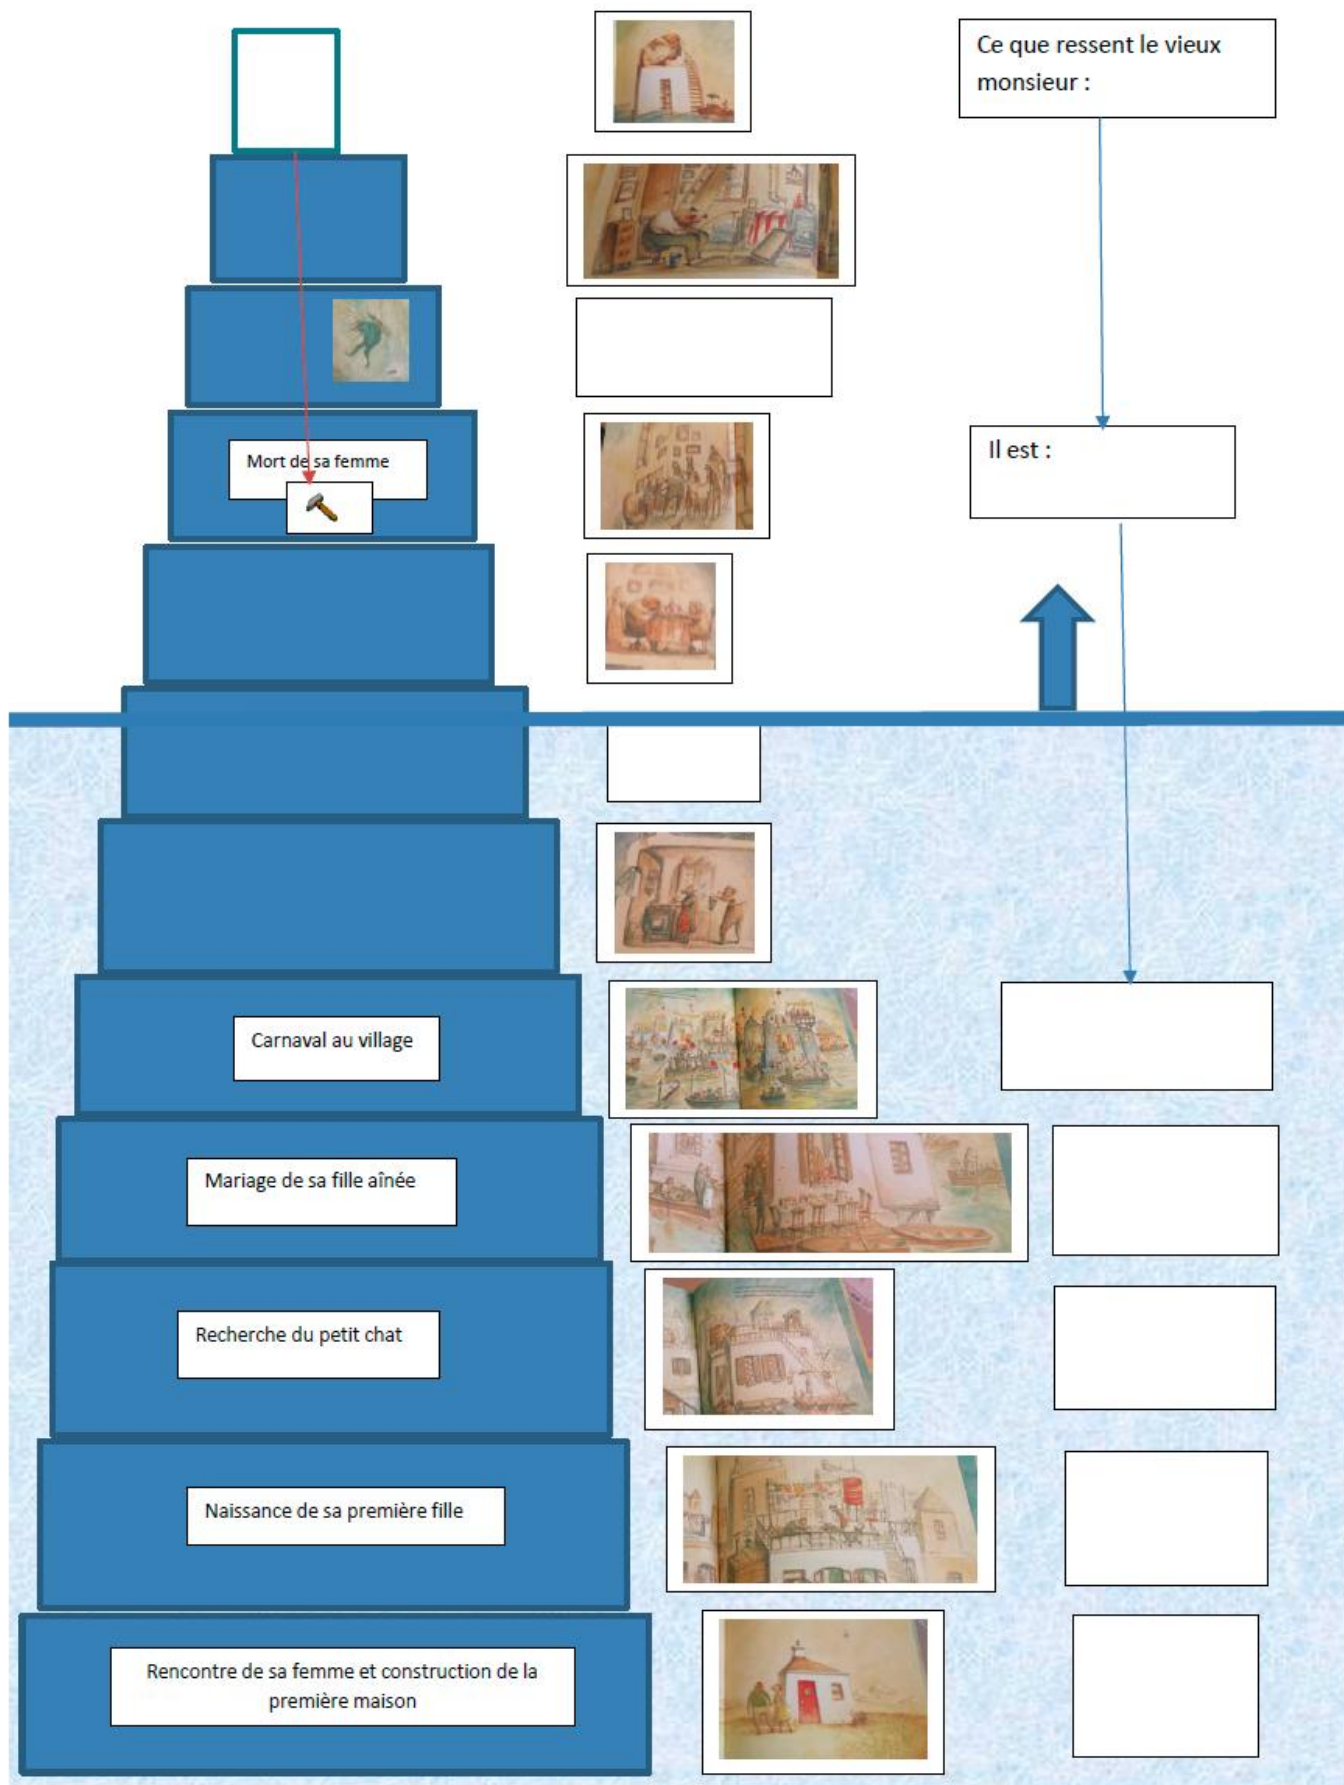 Ce que ressent le vieux
monsieur :
Il est :
Mort de sa femme
Carnaval au village
Mariage de sa fille aînée
Recherche du petit chat
Naissance de sa première fille
Rencontre de sa femme et construction de la
première maison